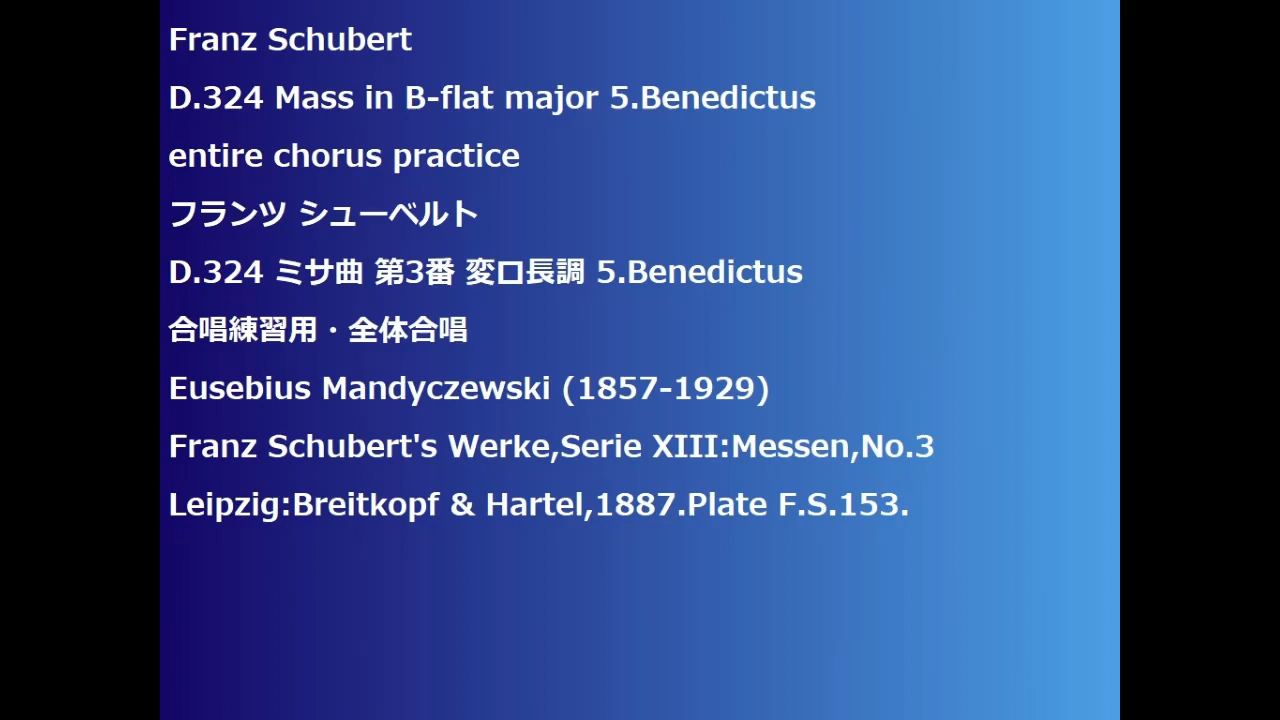 Franz Schubert
D.324 Mass in B-flat major 5.Benedictus
entire chorus practice
フランツ シューベルト
D.324 ミサ曲 第3番 変ロ長調 5.Benedictus
合唱練習用・全体合唱
Eusebius Mandyczewski (1857-1929)
Franz Schubert's Werke,Serie XIII:Messen,No.3
Leipzig:Breitkopf & Hartel,1887.Plate F.S.153.